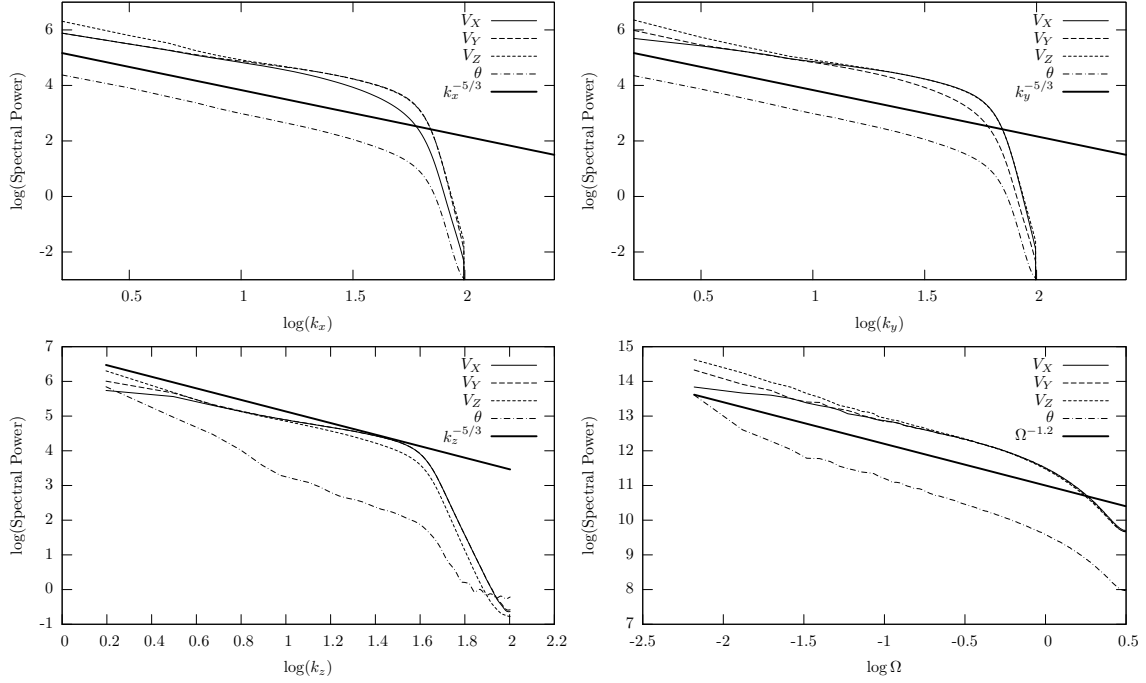 log(Spectral Power)
6
4
2
0
-2
0.5
1
1.5
2
log(k_x)
V_X
V_Y
V_Z
θ
k_x^{-5/3}
log(Spectral Power)
6
4
2
0
-2
0.5
1
1.5
2
log(k_y)
V_X
V_Y
V_Z
θ
k_y^{-5/3}
log(Spectral Power)
7
6
5
4
3
2
1
0
-1
0
0.2
0.4
0.6
0.8
1
1.2
1.4
1.6
1.8
2
2.2
log(k_z)
V_X
V_Y
V_Z
θ
k_z^{-5/3}
log(Spectral Power)
15
14
13
12
11
10
9
8
7
-2.5
-2
-1.5
-1
-0.5
0
0.5
log Ω
V_X
V_Y
V_Z
θ
Ω^{-1.2}